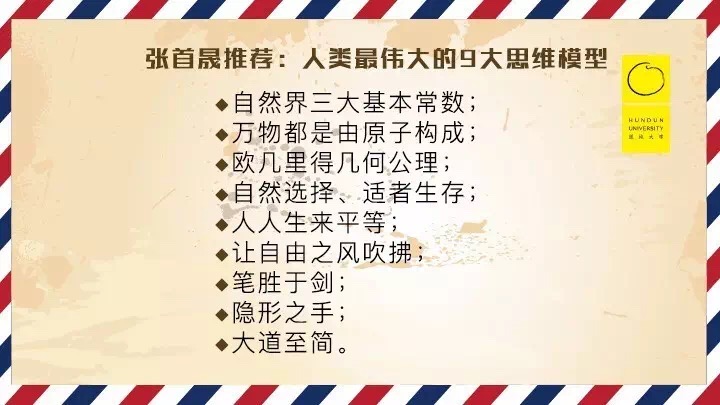 张首晟推荐：人类最伟大的9大思维模型
◆自然界三大基本常数；
◆万物都是由原子构成；
◆欧几里得几何公理；
◆自然选择、适者生存；
◆人人生来平等；
◆让自由之风吹拂；
◆笔胜于剑；
◆隐形之手；
◆大道至简。
HUNDUN
UNIVERSITY
混沌大学